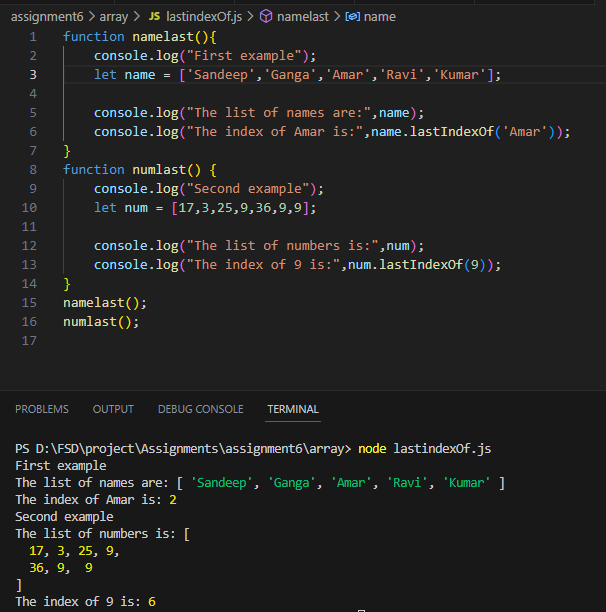 assignment6 > array > JS lastindexOf.js > namelast > name
1 function namelast(){
2     console.log("First example");
3     let name = ['Sandeep','Ganga','Amar','Ravi','Kumar'];
4
5     console.log("The list of names are:",name);
6     console.log("The index of Amar is:",name.lastIndexOf('Amar'));
7 }
8 function numlast() {
9     console.log("Second example");
10     let num = [17,3,25,9,36,9,9];
11
12     console.log("The list of numbers is:",num);
13     console.log("The index of 9 is:",num.lastIndexOf(9));
14 }
15 namelast();
16 numlast();
17
PROBLEMS OUTPUT DEBUG CONSOLE TERMINAL
PS D:\FSD\project\Assignments\assignment6\array> node lastindexOf.js
First example
The list of names are: [ 'Sandeep', 'Ganga', 'Amar', 'Ravi', 'Kumar' ]
The index of Amar is: 2
Second example
The list of numbers is: [
  17, 3, 25, 9,
  36, 9,  9
]
The index of 9 is: 6